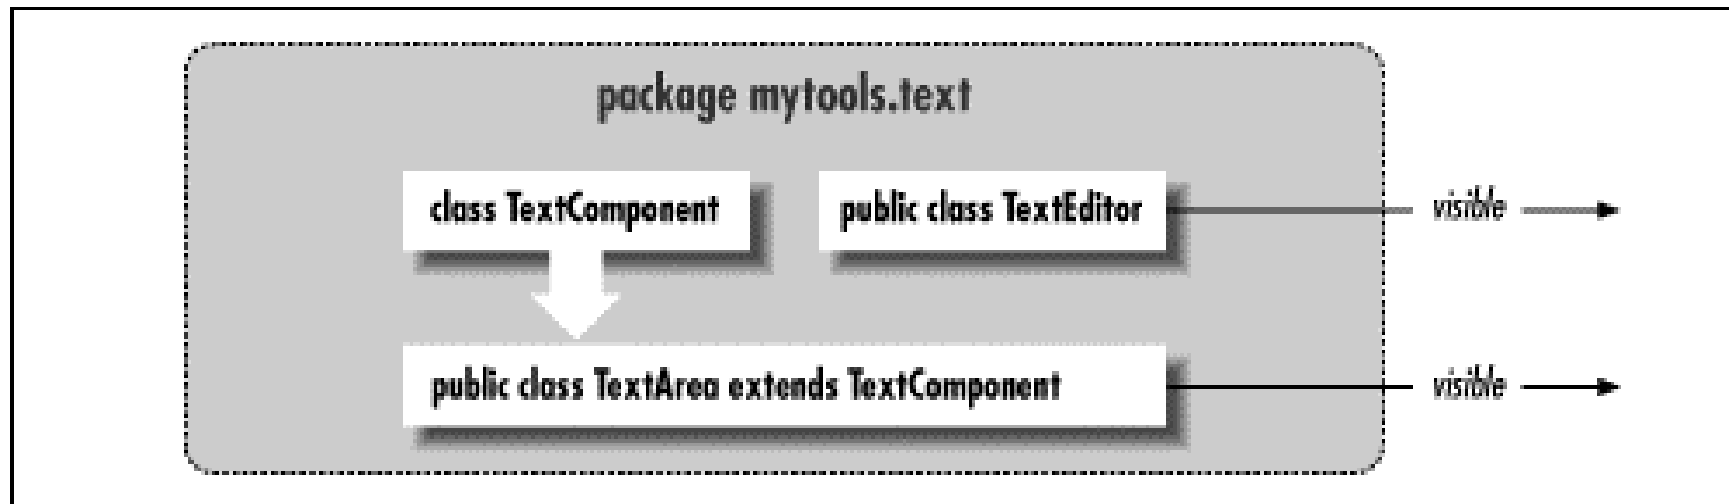 package mytools.text
class TextComponent
public class TextEditor
visible
public class TextArea extends TextComponent
visible